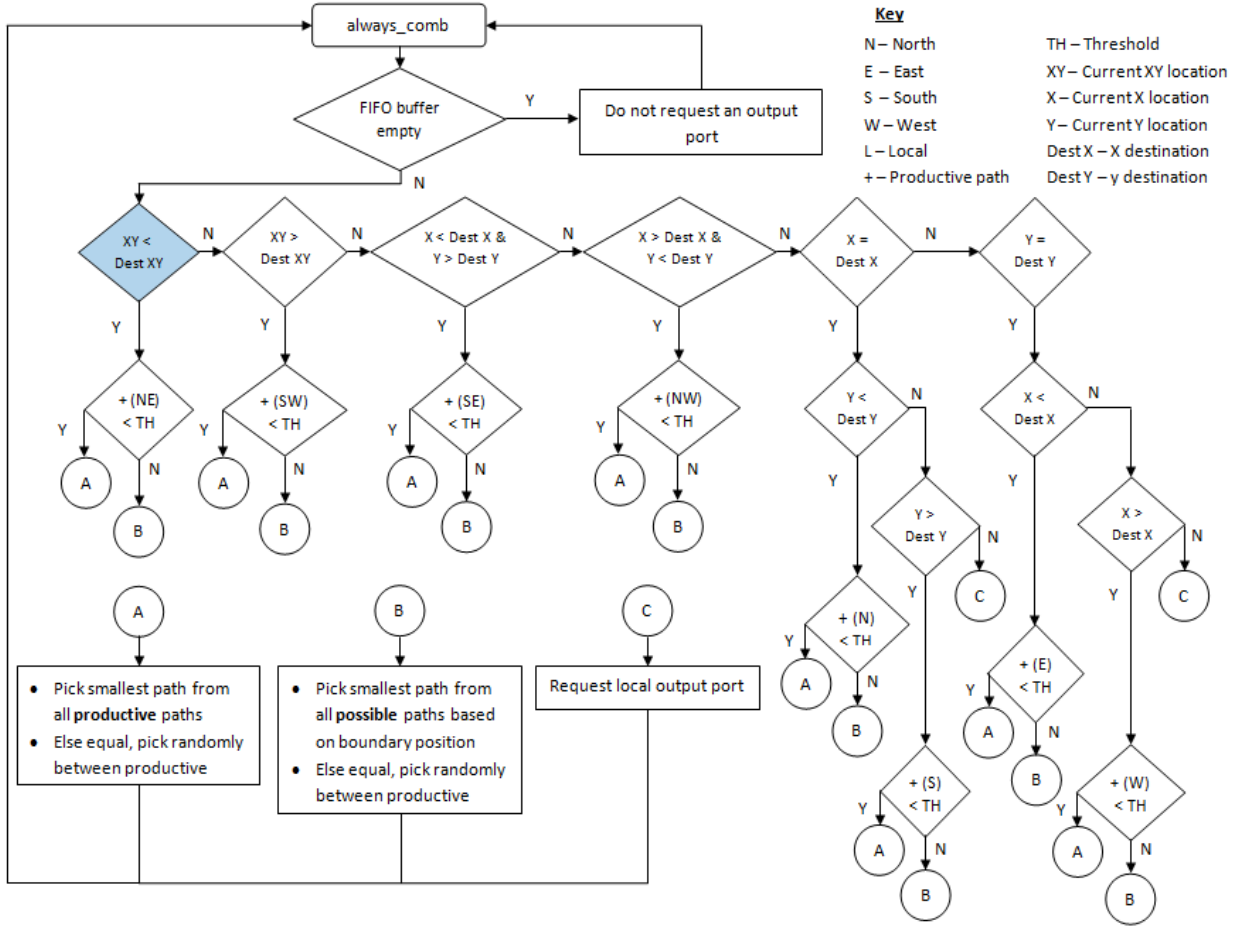 always_comb
Key
N – North
TH – Threshold
E – East
XY – Current XY location
S – South
X – Current X location
W – West
Y – Current Y location
L – Local
Dest X – X destination
+ – Productive path
Dest Y – y destination
FIFO buffer
empty
Y
Do not request an output
port
N
XY <
Dest XY
N
XY >
Dest XY
N
X < Dest X &
Y > Dest Y
N
X > Dest X &
Y < Dest Y
N
X =
Dest X
N
Y =
Dest Y
Y
Y
Y
Y
Y
Y
+ (NE)
< TH
Y
A
N
B
+ (SW)
< TH
Y
A
N
B
+ (SE)
< TH
Y
A
N
B
+ (NW)
< TH
Y
A
N
B
Y <
Dest Y
N
Y
X <
Dest X
N
Y
Y >
Dest Y
N
C
Y
X >
Dest X
N
C
Y
+ (N)
< TH
Y
A
N
B
+ (E)
< TH
Y
A
N
B
+ (S)
< TH
Y
A
N
B
+ (W)
< TH
Y
A
N
B
A
• Pick smallest path from
all productive paths
• Else equal, pick randomly
between productive
B
• Pick smallest path from
all possible paths based
on boundary position
• Else equal, pick randomly
between productive
C
Request local output port